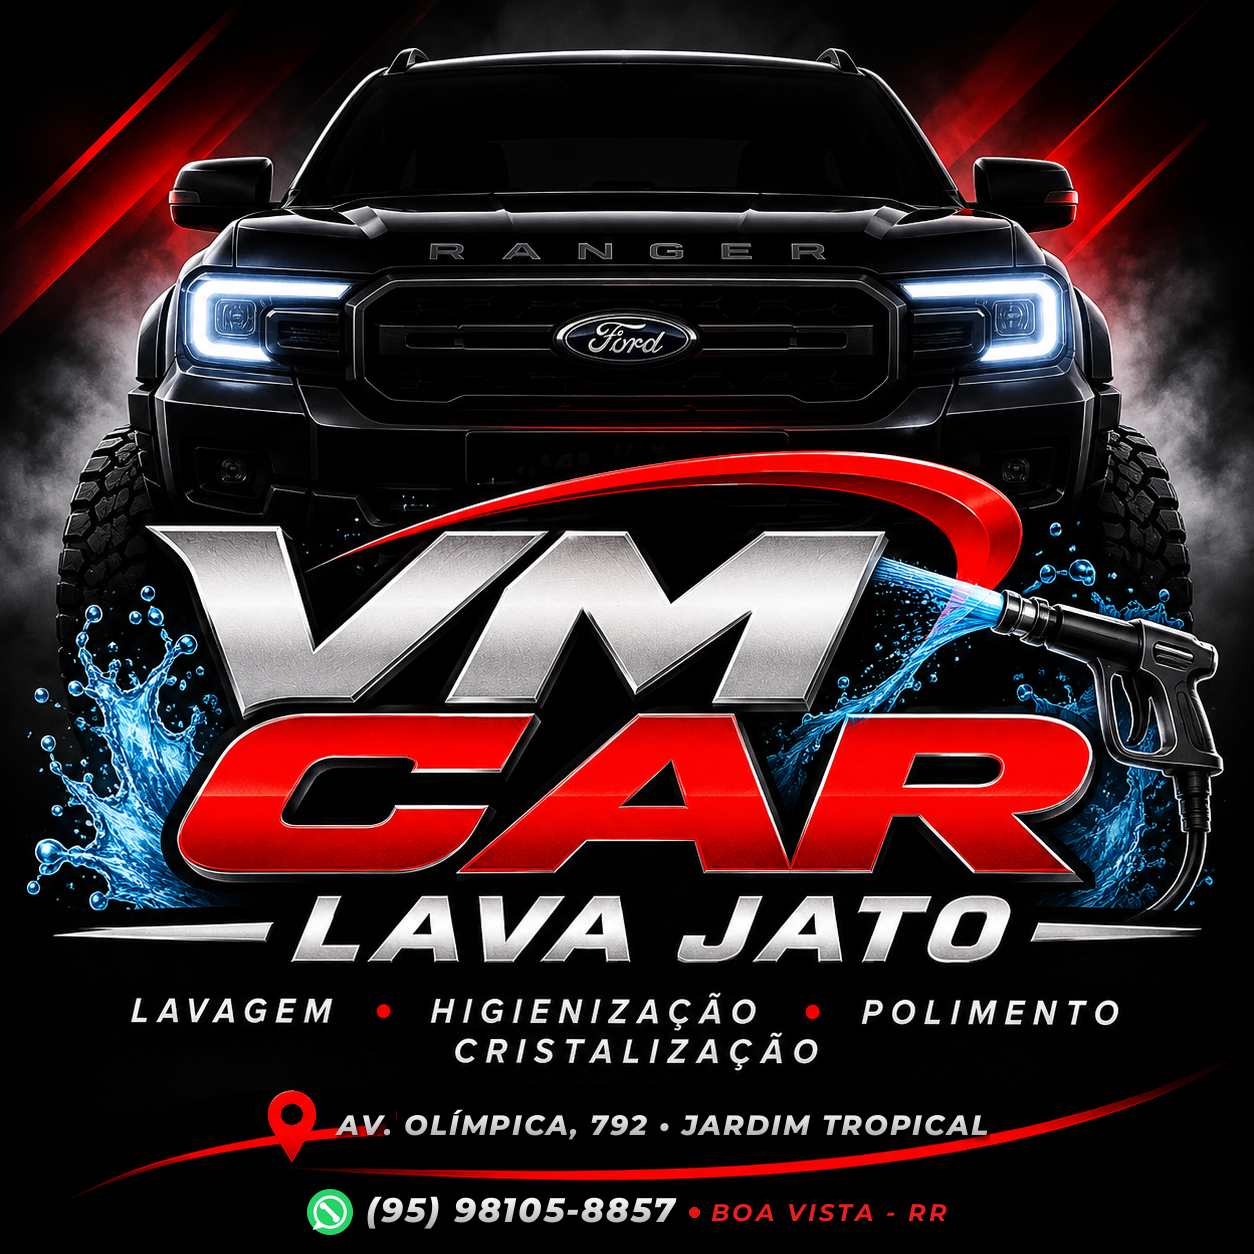 RANGER
Ford
VM
CAR
LAVA JATO
LAVAGEM • HIGIENIZAÇÃO • POLIMENTO
CRISTALIZAÇÃO
AV. OLÍMPICA, 792 • JARDIM TROPICAL
(95) 98105-8857 • BOA VISTA - RR